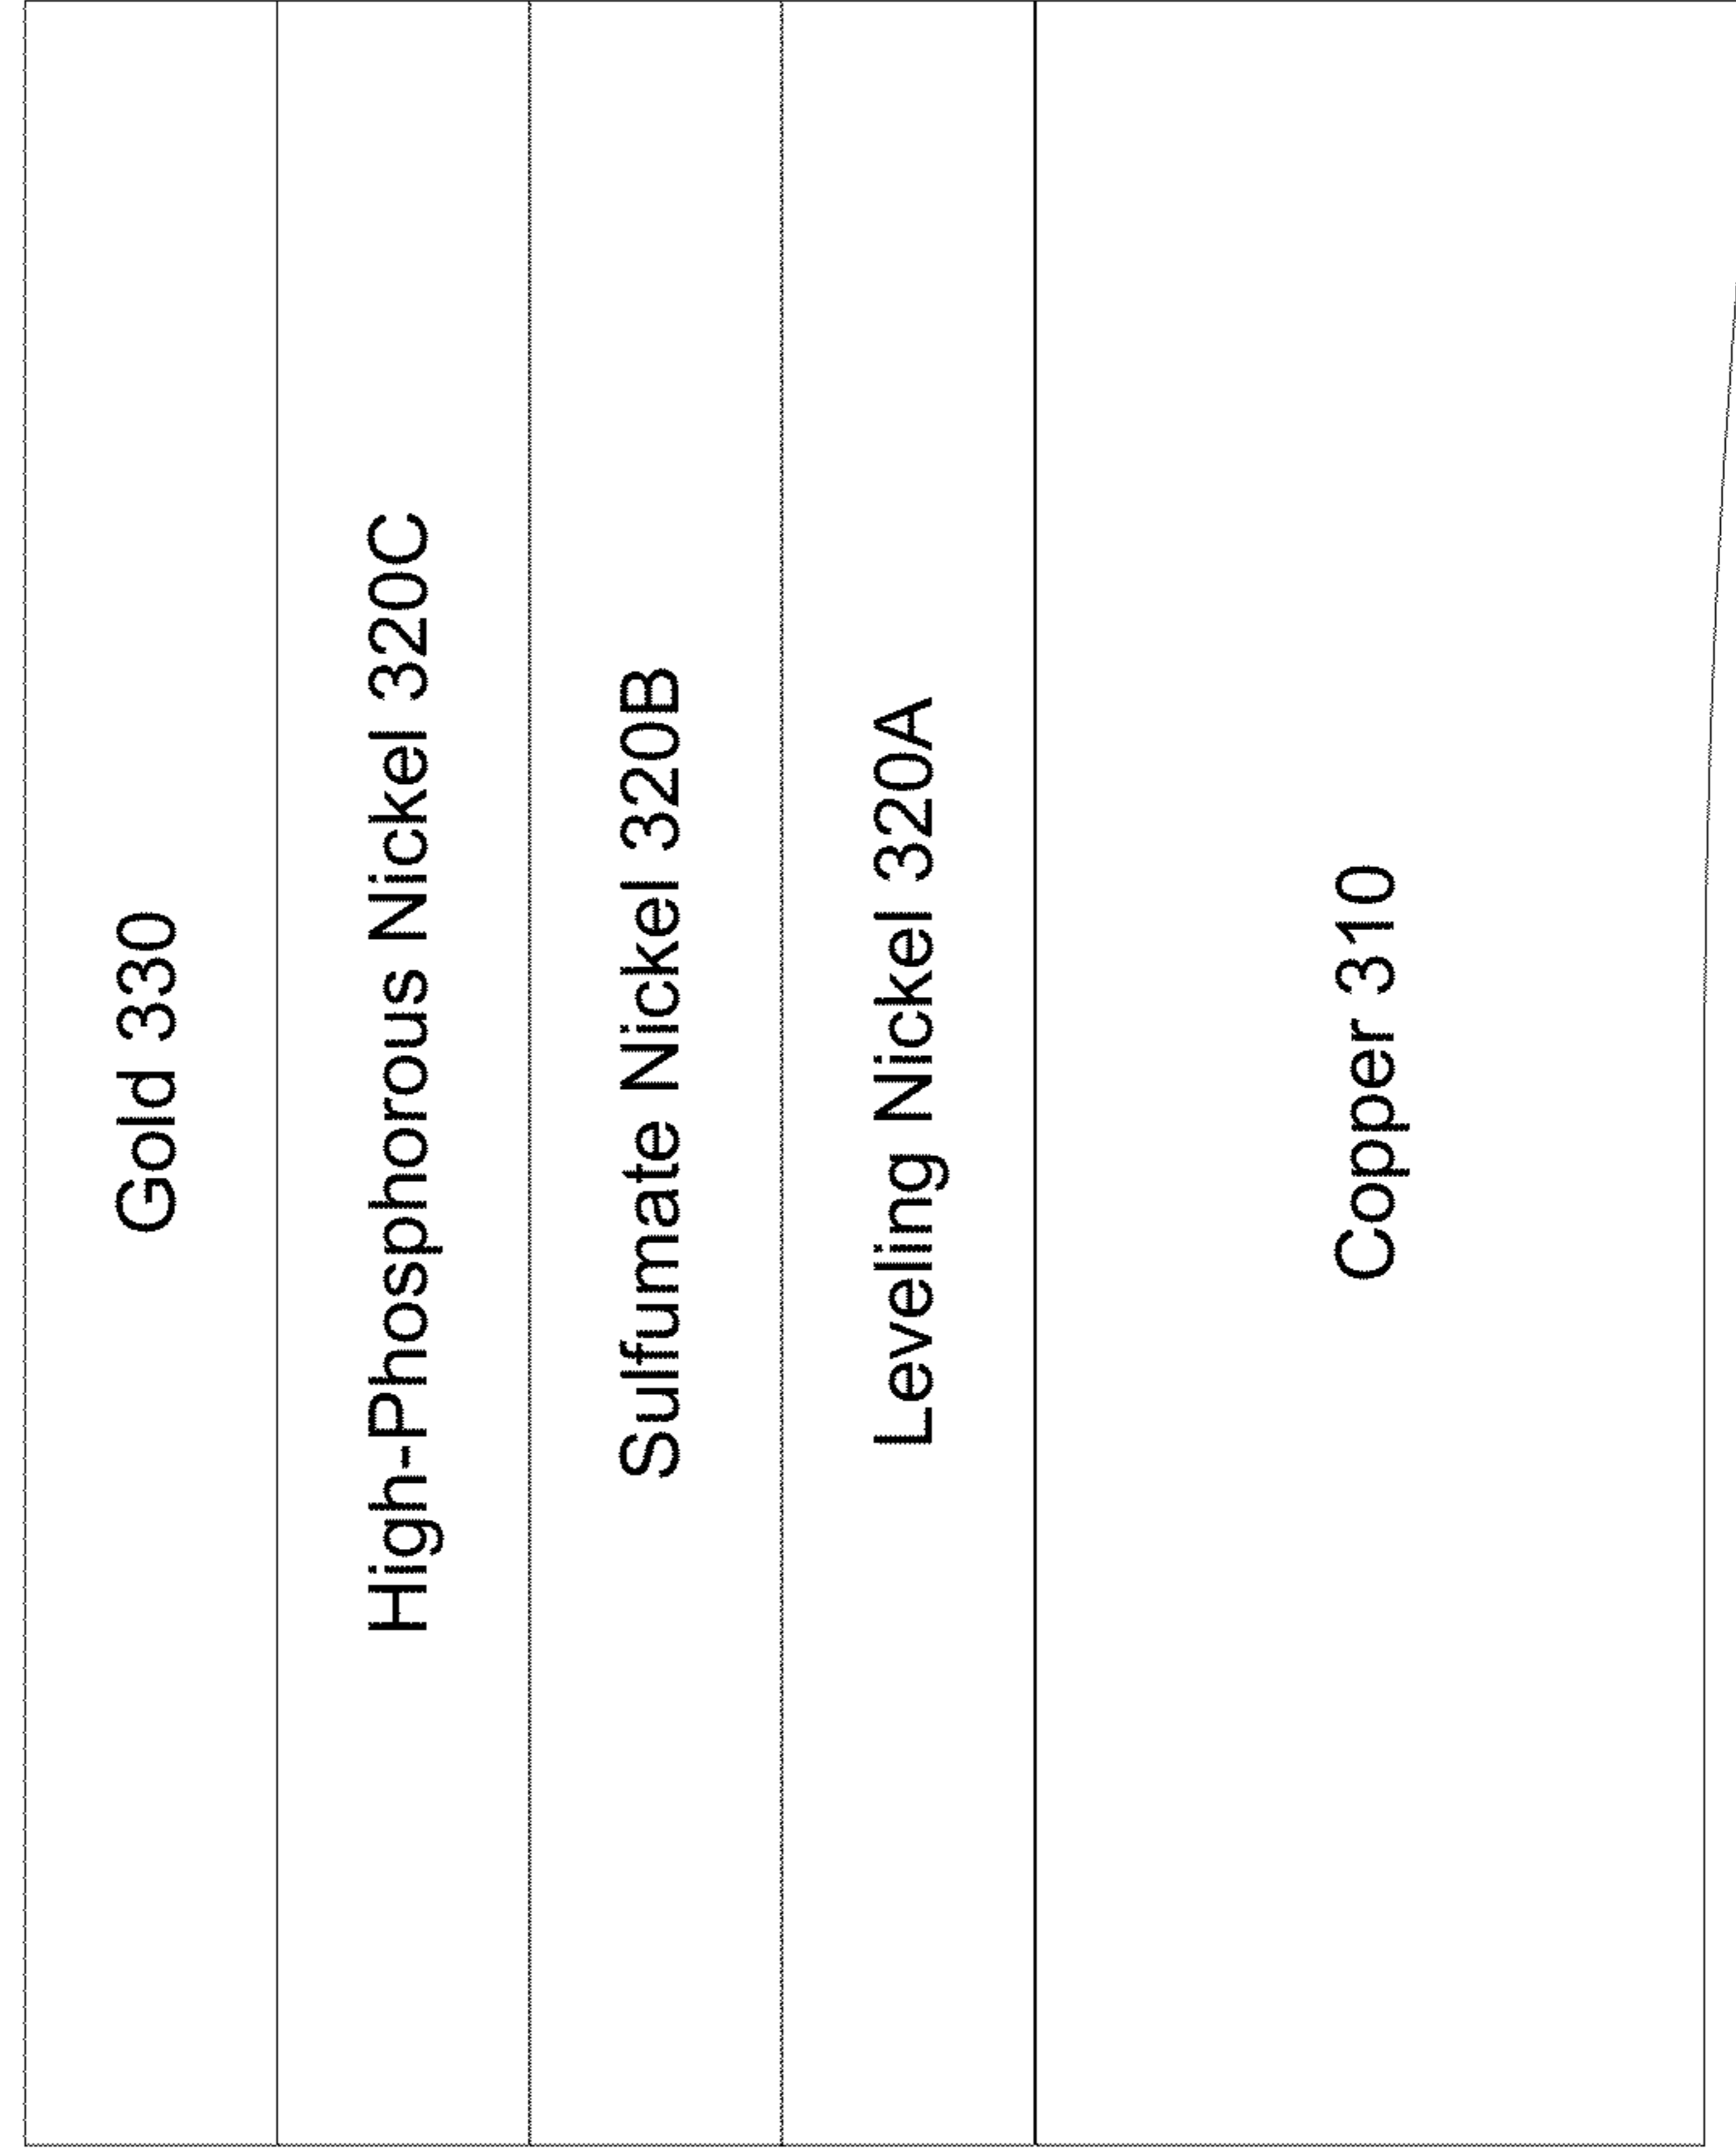 Gold 330
High-Phosphorous Nickel 320C
Sulfumate Nickel 320B
Leveling Nickel 320A
Copper 310